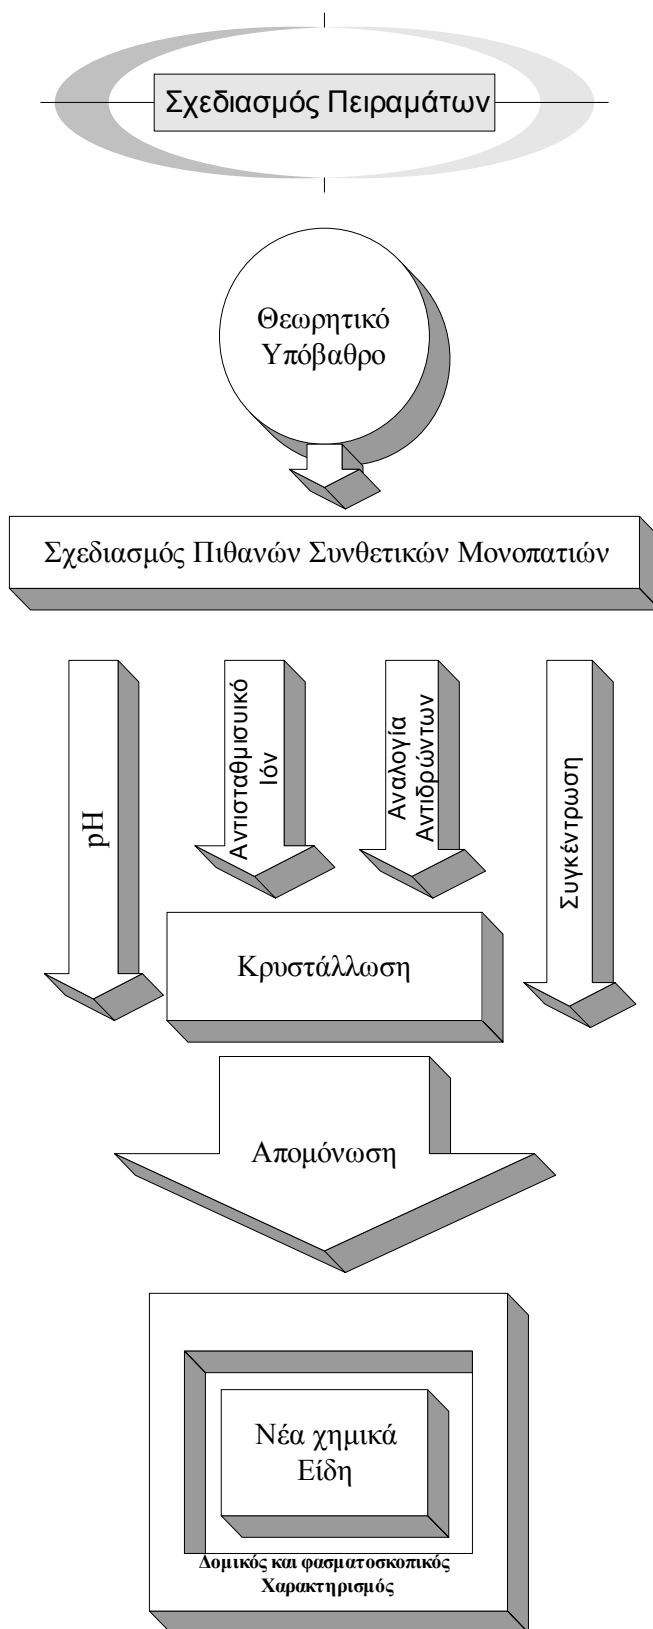 Σχεδιασμός Πειραμάτων
Θεωρητικό
Υπόβαθρο
Σχεδιασμός Πιθανών Συνθετικών Μονοπατιών
pH
Αντισταθμισυικό
Ιόν
Αναλογία
Αντιδρώντων
Συγκέντρωση
Κρυστάλλωση
Απομόνωση
Νέα χημικά
Είδη
Δομικός και φασματοσκοπικός
Χαρακτηρισμός